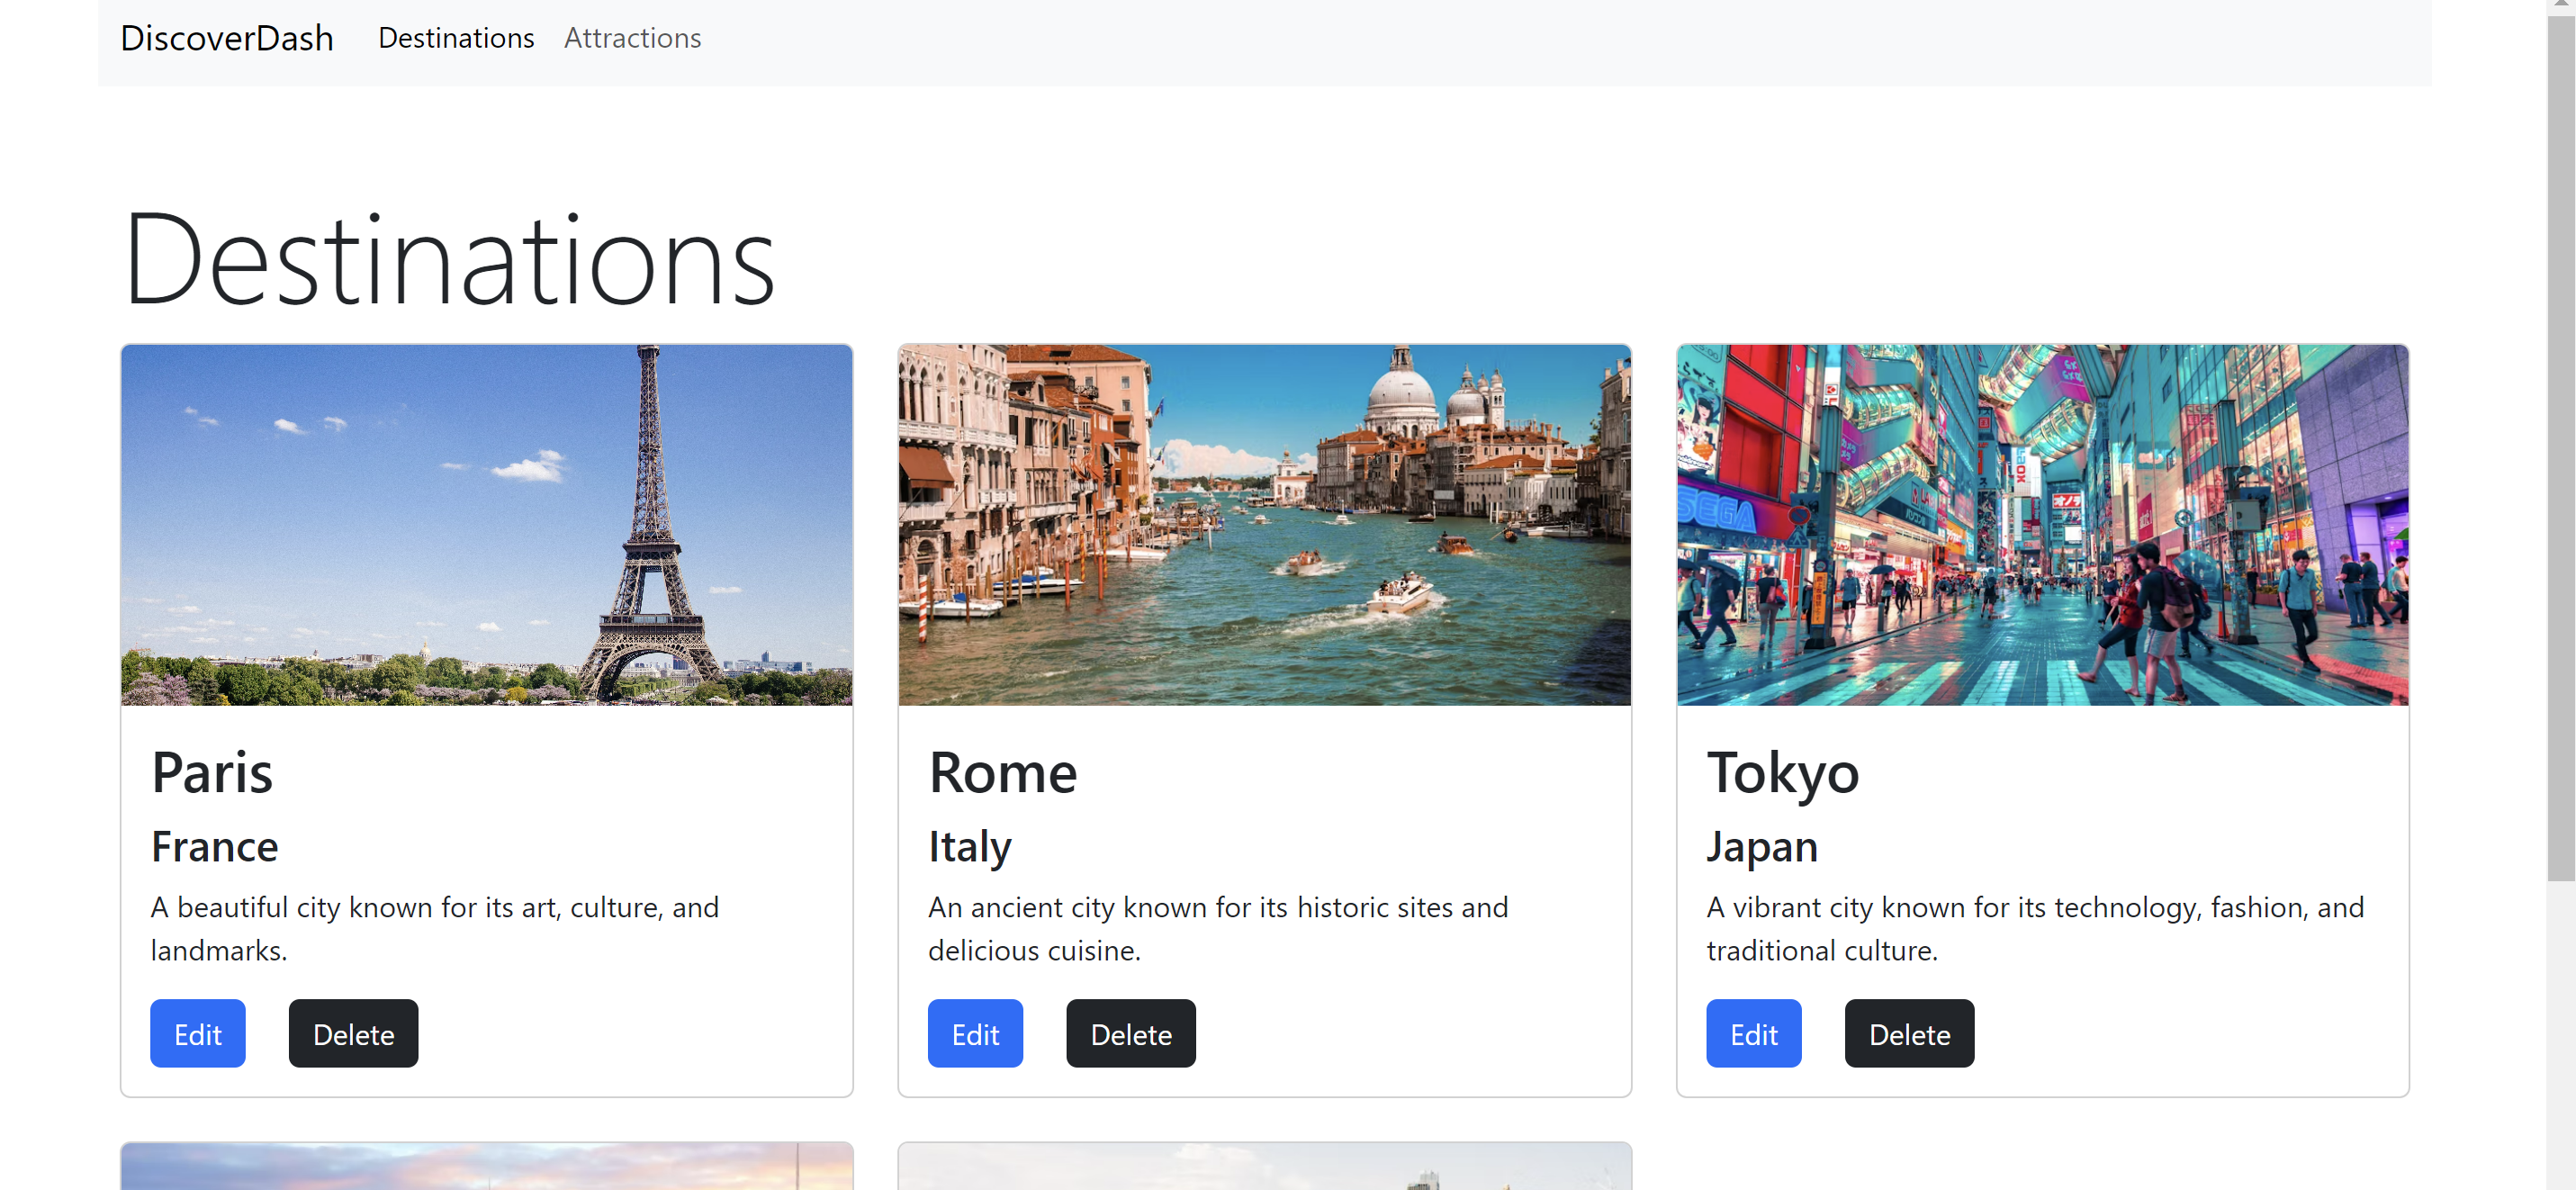 DiscoverDash Destinations Attractions
Destinations
SEGA
Paris
France
A beautiful city known for its art, culture, and
landmarks.
Edit Delete
Rome
Italy
An ancient city known for its historic sites and
delicious cuisine.
Edit Delete
Tokyo
Japan
A vibrant city known for its technology, fashion, and
traditional culture.
Edit Delete